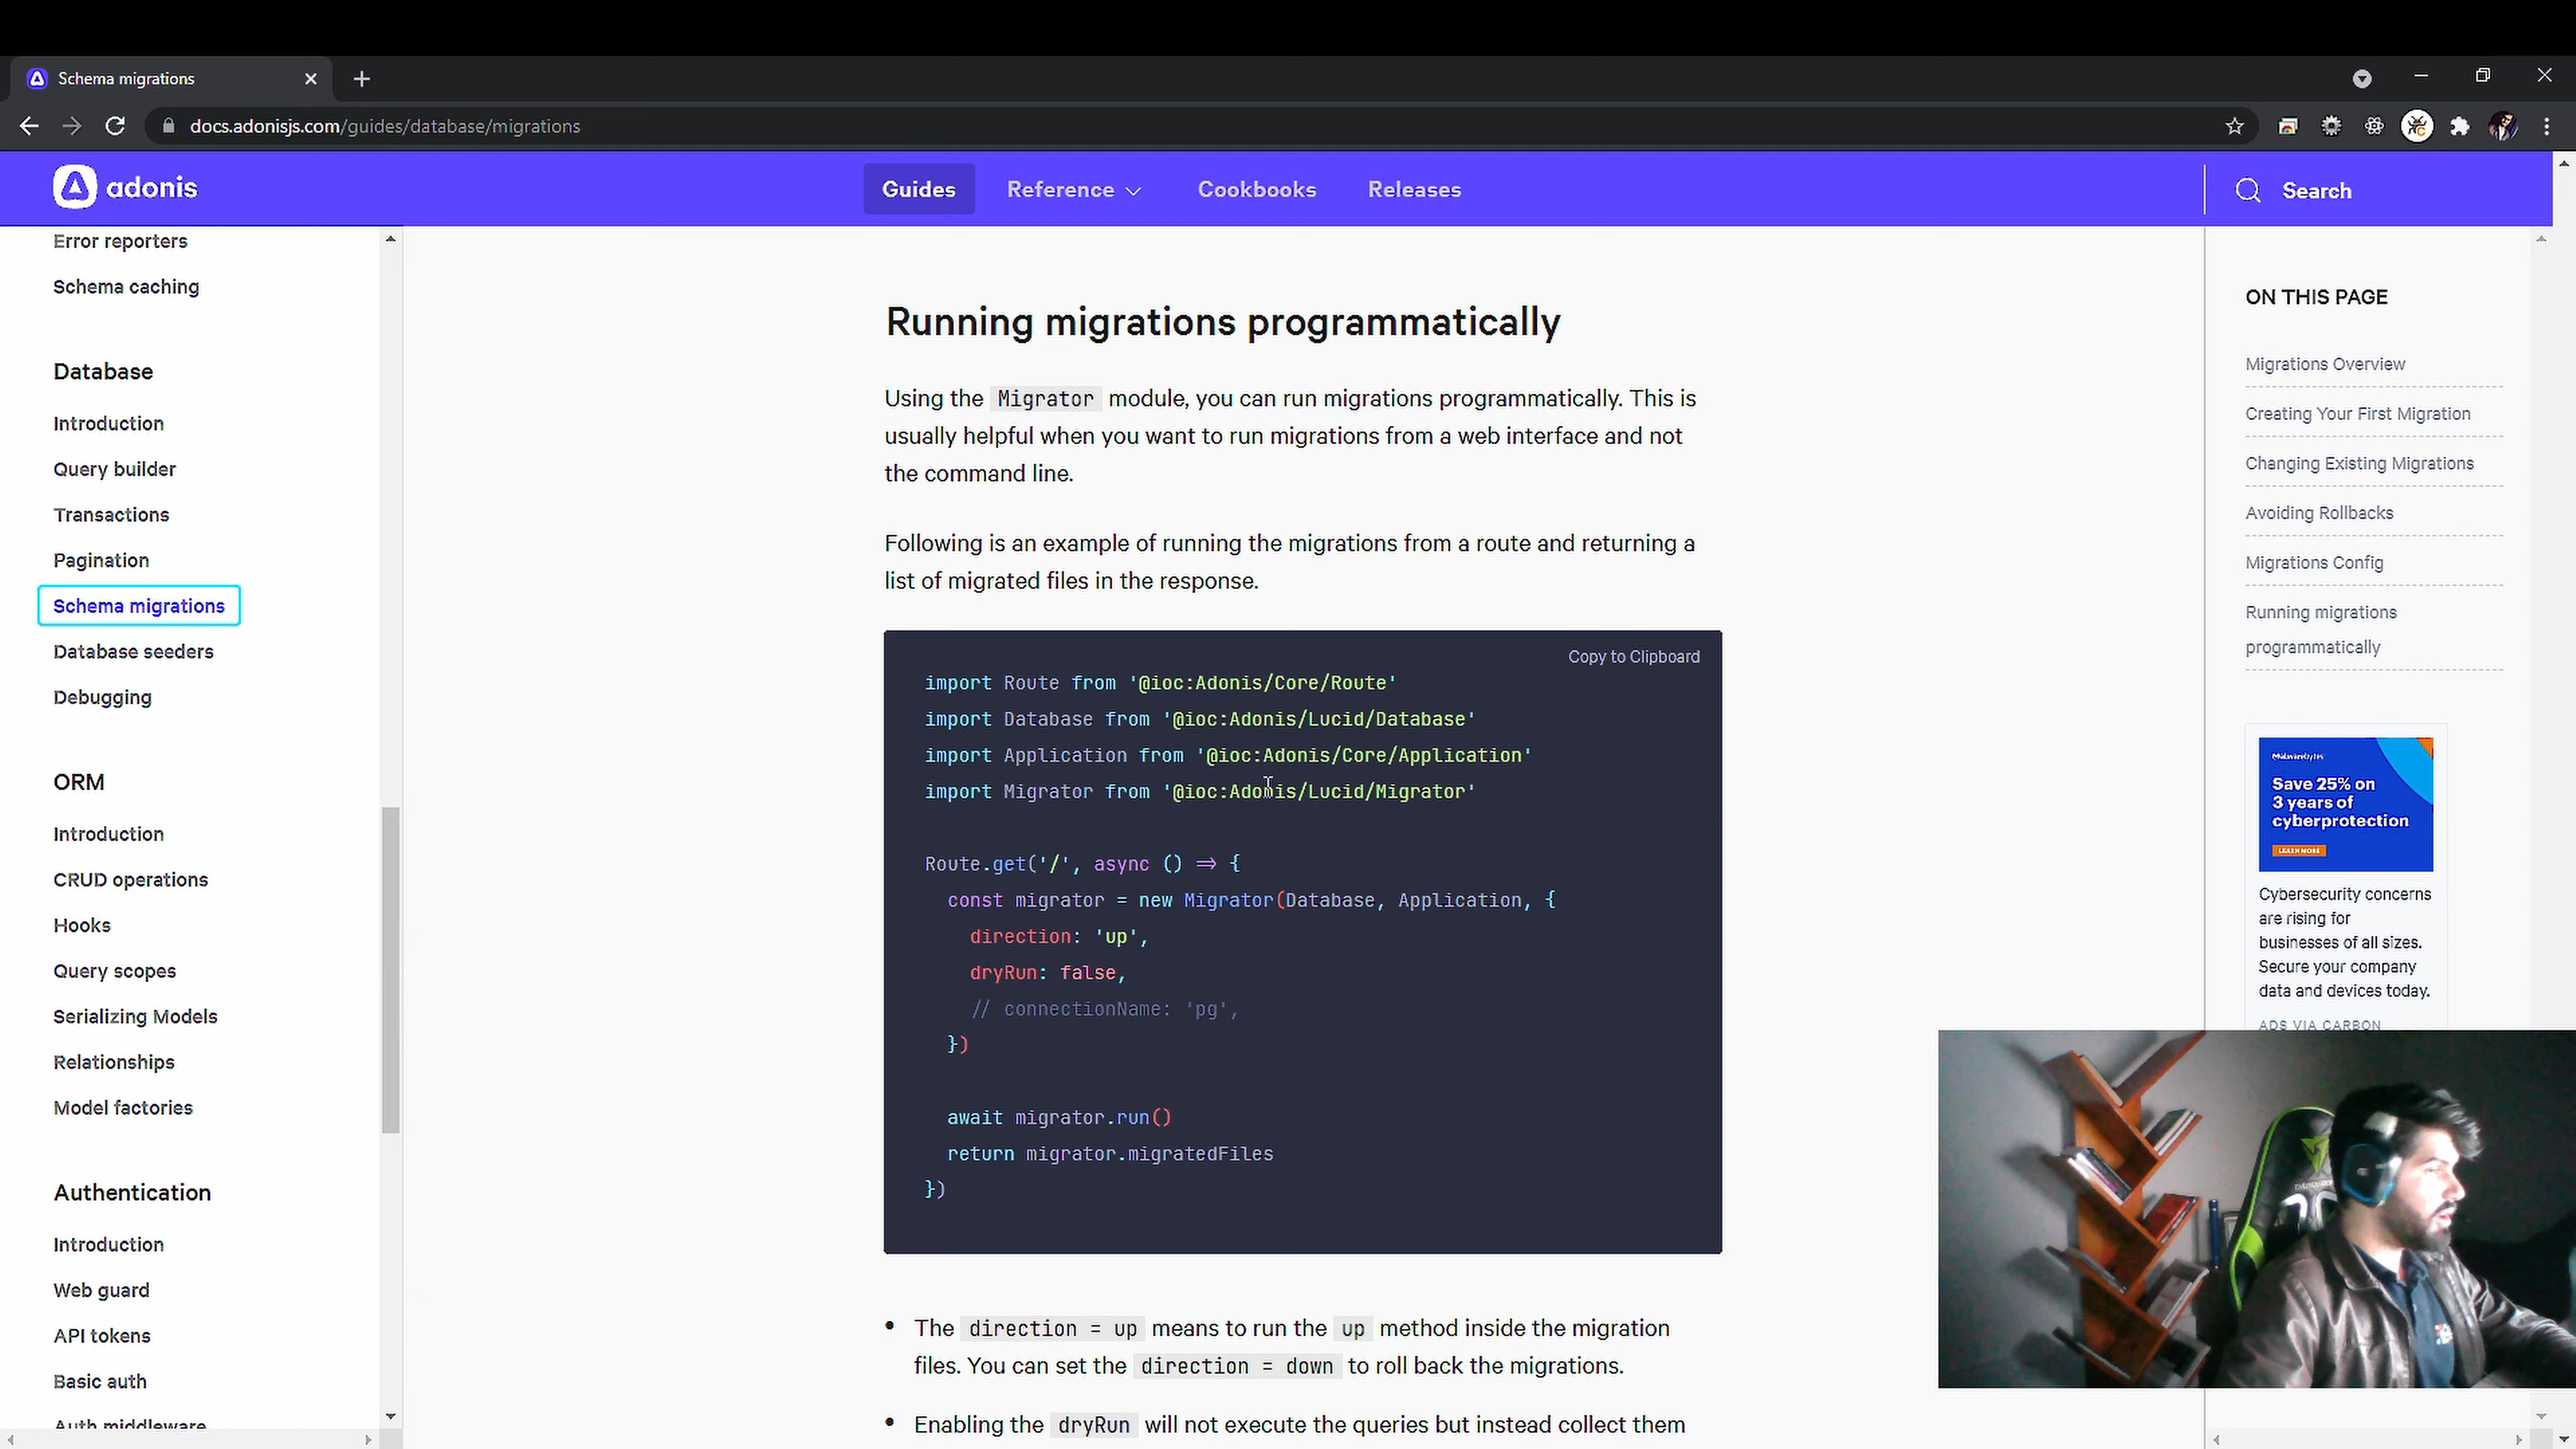 Schema migrations
docs.adonisjs.com/guides/database/migrations
adonis
Guides
Reference
Cookbooks
Releases
Search
Error reporters
Schema caching
Database
Introduction
Query builder
Transactions
Pagination
Schema migrations
Database seeders
Debugging
ORM
Introduction
CRUD operations
Hooks
Query scopes
Serializing Models
Relationships
Model factories
Authentication
Introduction
Web guard
API tokens
Basic auth
Auth middleware
Running migrations programmatically
Using the Migrator module, you can run migrations programmatically. This is
usually helpful when you want to run migrations from a web interface and not
the command line.
Following is an example of running the migrations from a route and returning a
list of migrated files in the response.
Copy to Clipboard
import Route from '@ioc:Adonis/Core/Route'
import Database from '@ioc:Adonis/Lucid/Database'
import Application from '@ioc:Adonis/Core/Application'
import Migrator from '@ioc:Adonis/Lucid/Migrator'
Route.get('/', async () => {
const migrator = new Migrator(Database, Application, {
direction: 'up',
dryRun: false,
// connectionName: 'pg',
})
await migrator.run()
return migrator.migratedFiles
})
• The direction = up means to run the up method inside the migration
files. You can set the direction = down to roll back the migrations.
• Enabling the dryRun will not execute the queries but instead collect them
ON THIS PAGE
Migrations Overview
Creating Your First Migration
Changing Existing Migrations
Avoiding Rollbacks
Migrations Config
Running migrations
programmatically
Malwarebytes
Save 25% on
3 years of
cyberprotection
LEARN MORE
Cybersecurity concerns
are rising for
businesses of all sizes.
Secure your company
data and devices today.
ADS VIA CARBON